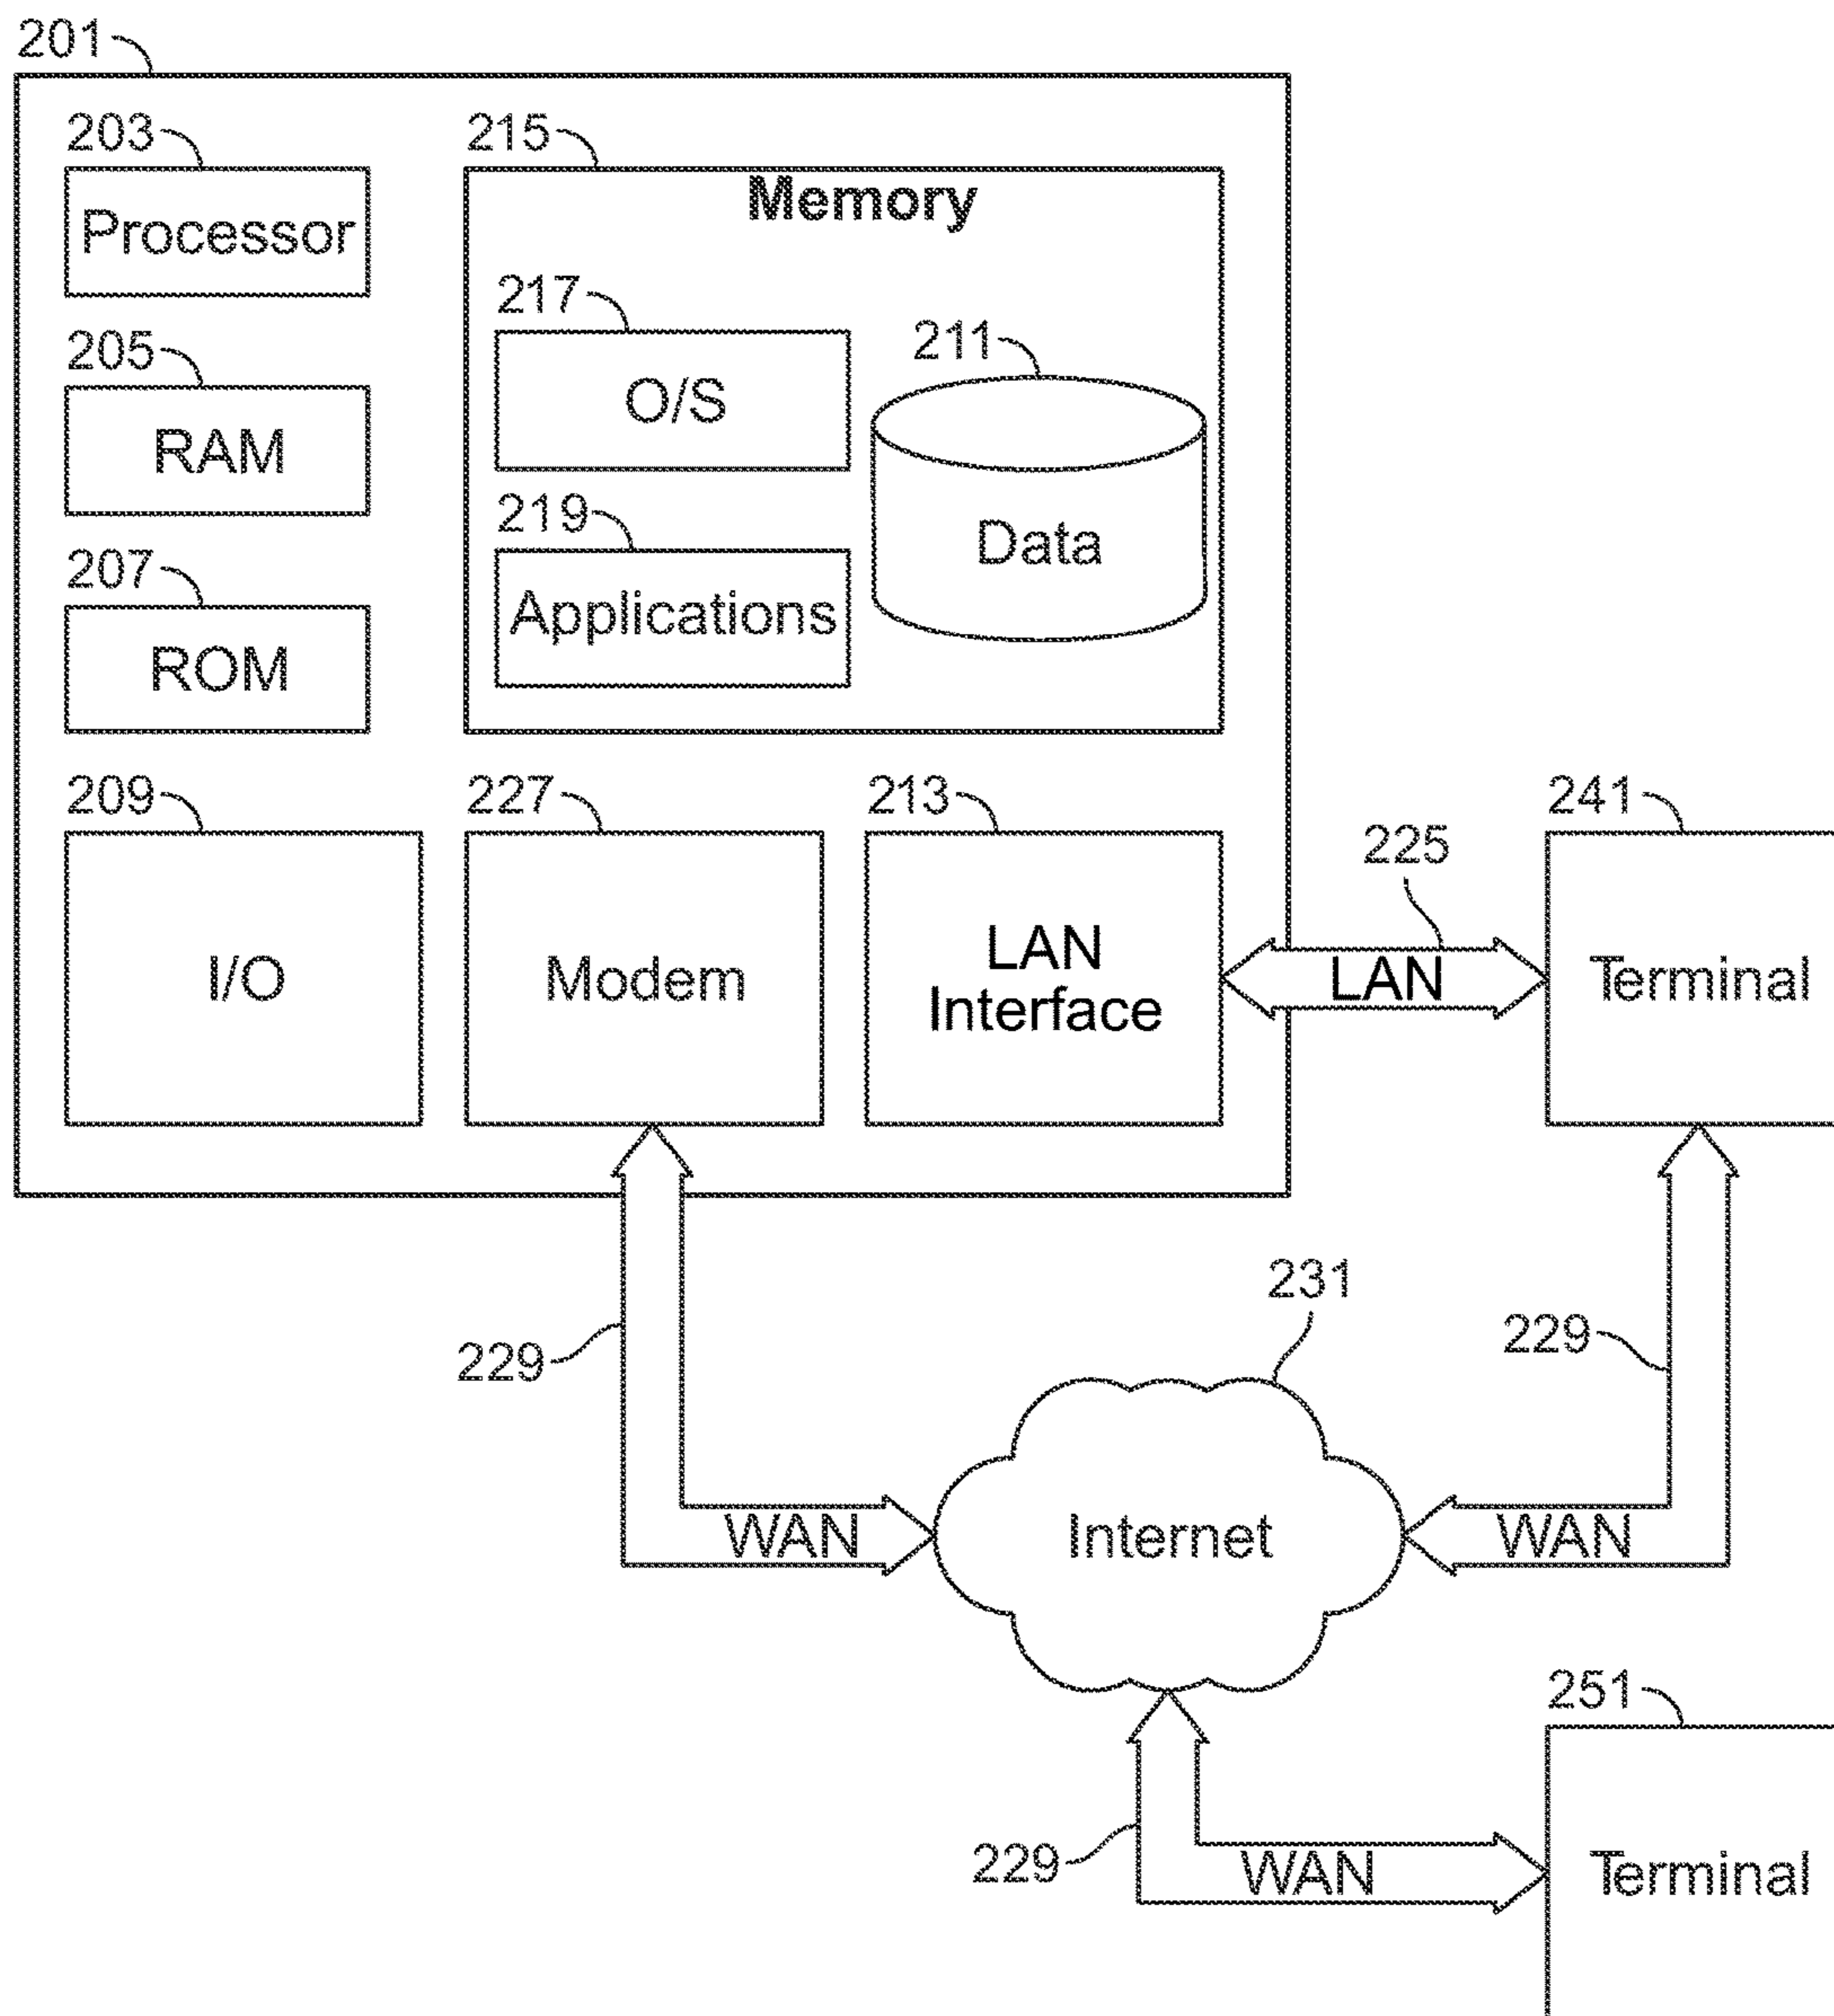 201
203
Processor
205
RAM
207
ROM
215
Memory
217
O/S
211
Data
219
Applications
209
I/O
227
Modem
213
LAN
Interface
225
LAN
241
Terminal
229
WAN
231
Internet
229
WAN
229
WAN
251
Terminal